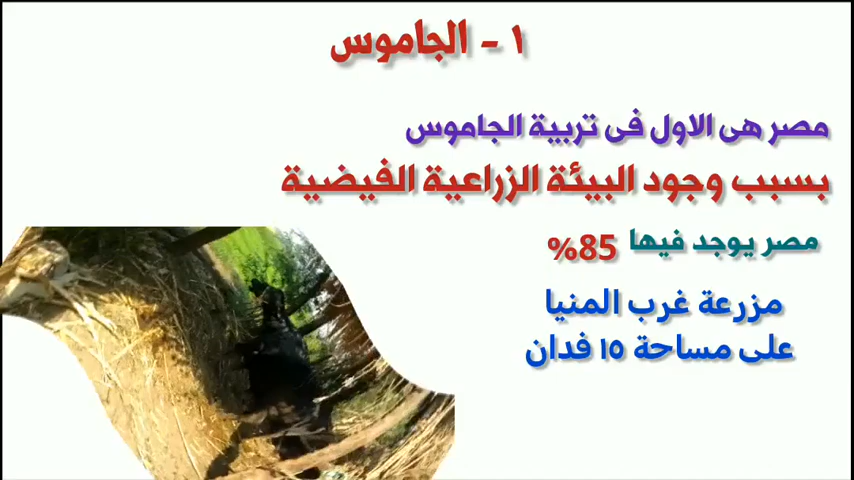 ١ - الجاموس
مصر هى الاول فى تربية الجاموس
بسبب وجود البيئة الزراعية الفيضية
مصر يوجد فيها 85%
مزرعة غرب المنيا
على مساحة ١٥ فدان